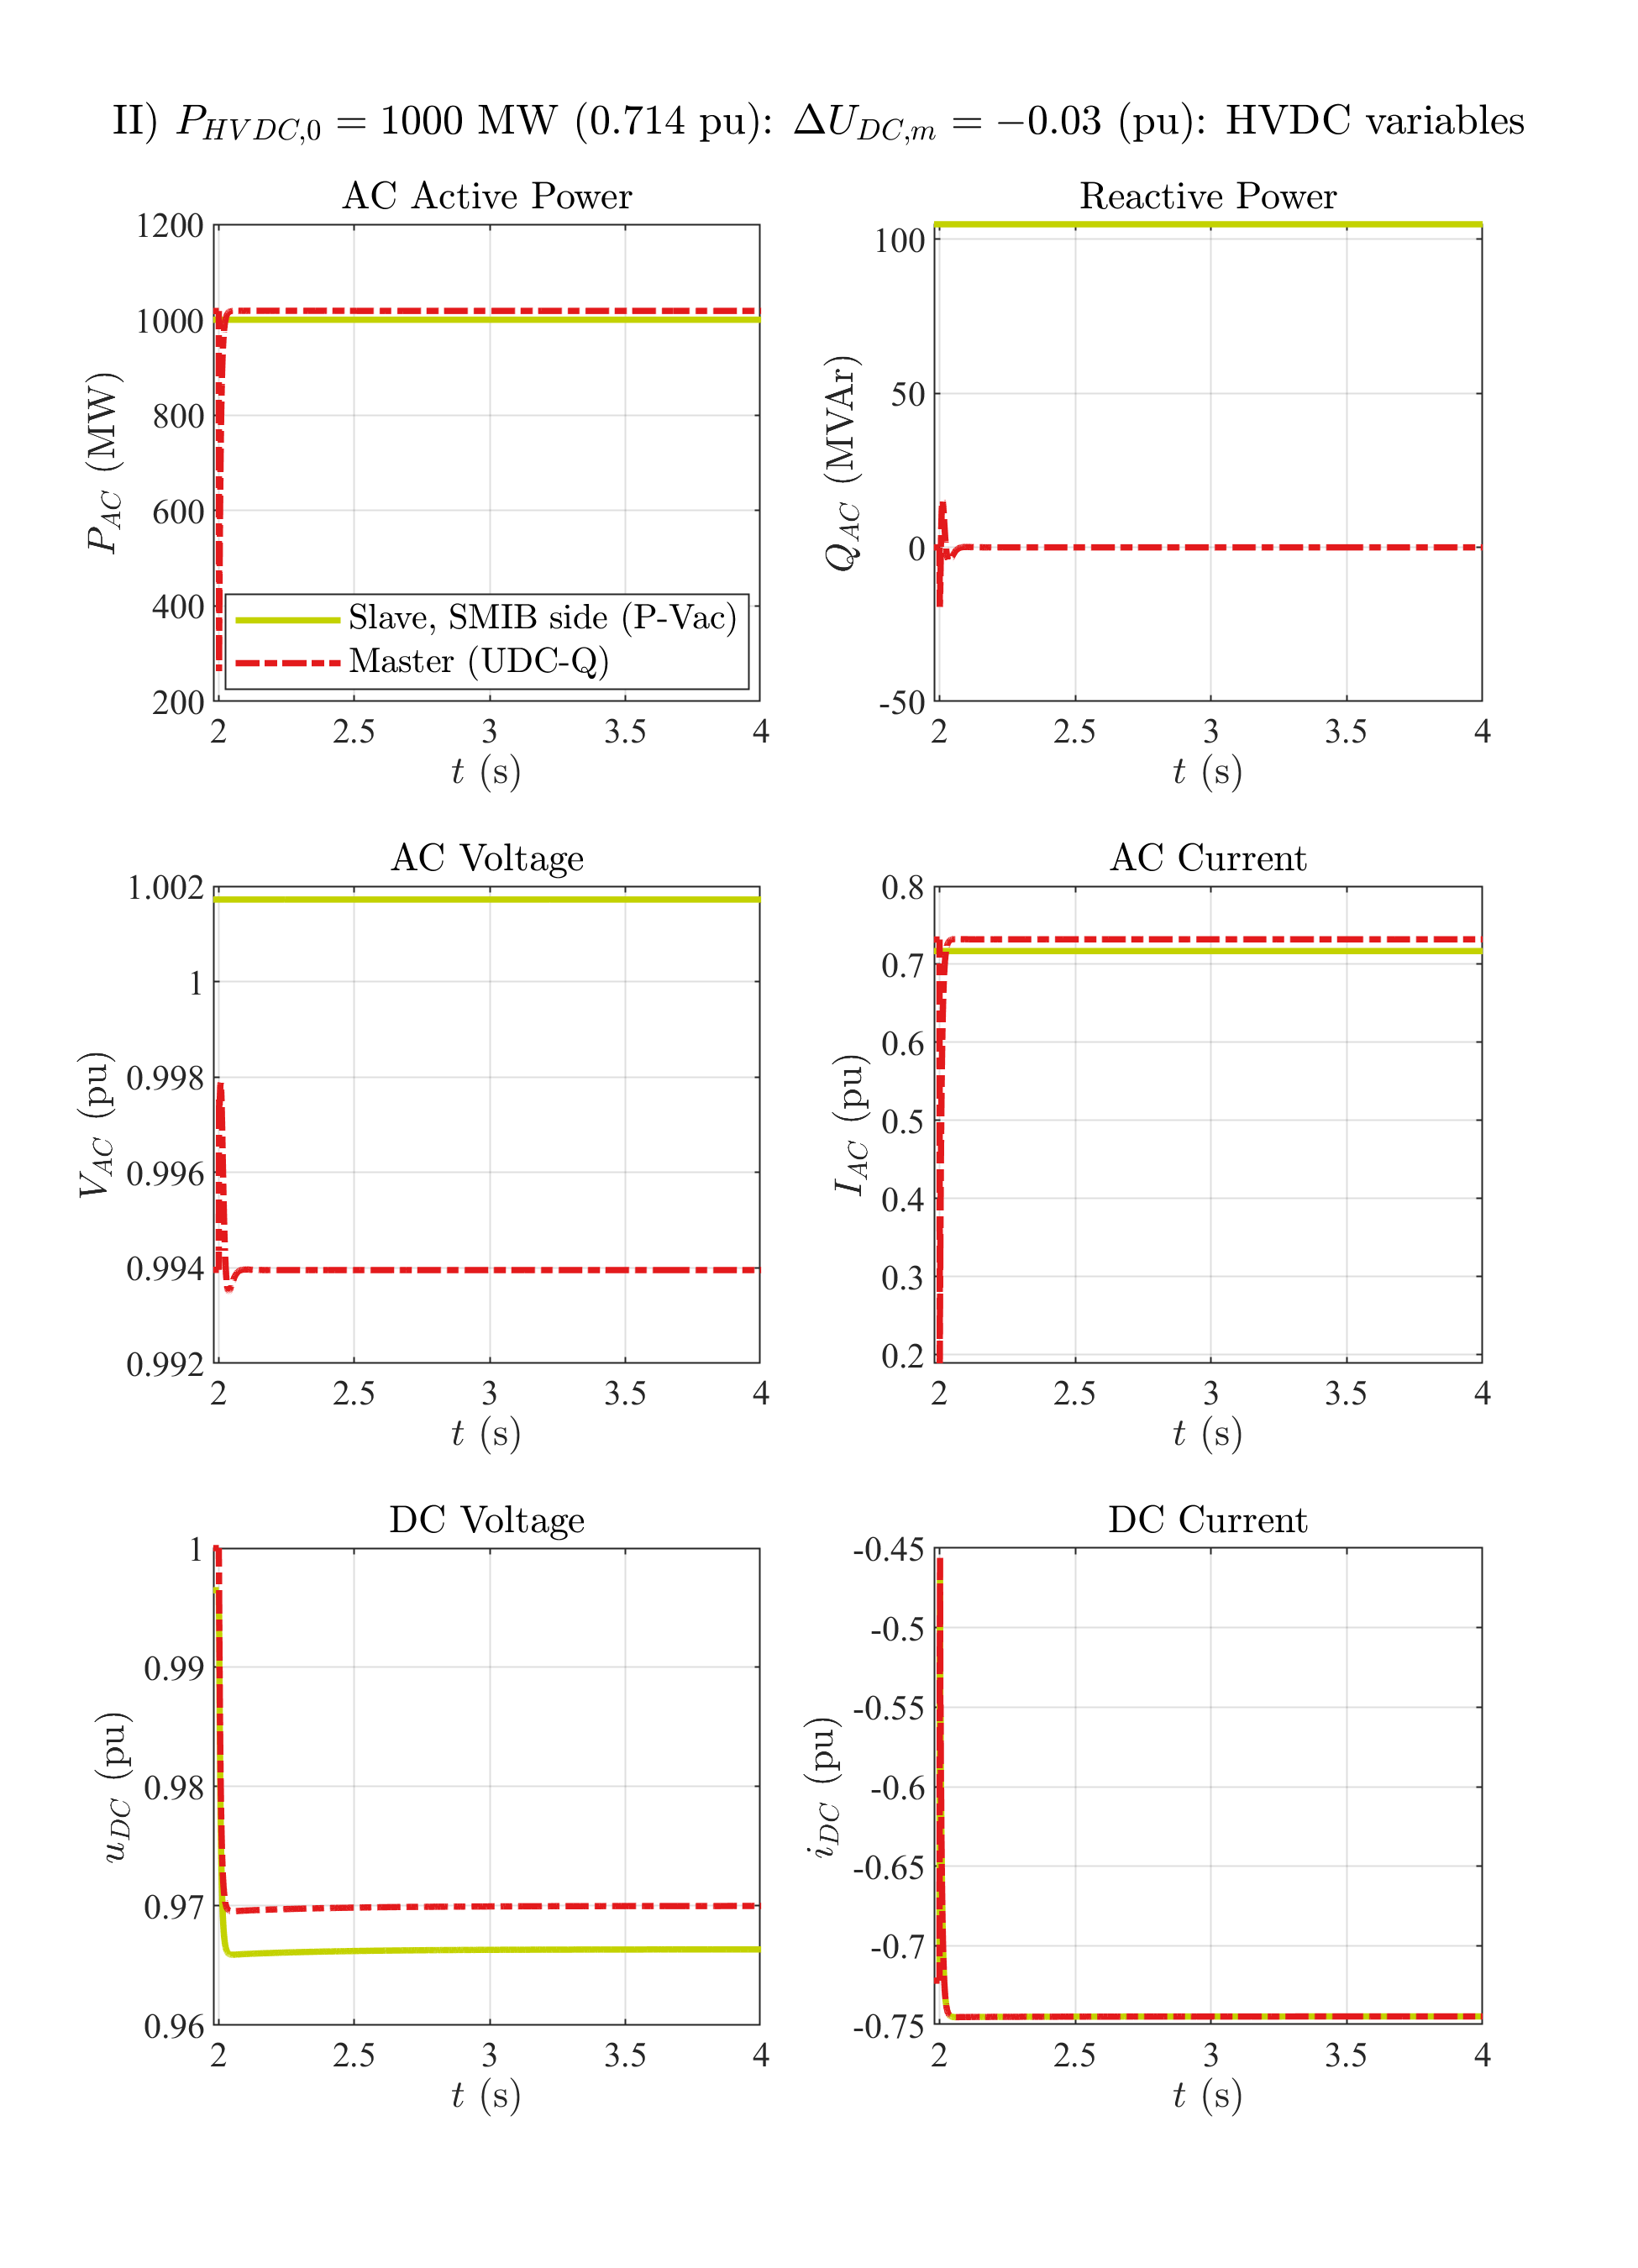 II) P_{HVDC,0} = 1000 MW (0.714 pu): ΔU_{DC,m} = −0.03 (pu): HVDC variables
AC Active Power
1200
1000
800
600
400
200
P_{AC} (MW)
Slave, SMIB side (P-Vac)
Master (UDC-Q)
2 2.5 3 3.5 4
t (s)
Reactive Power
100
50
0
-50
Q_{AC} (MVAr)
2 2.5 3 3.5 4
t (s)
AC Voltage
1.002
1
0.998
0.996
0.994
0.992
V_{AC} (pu)
2 2.5 3 3.5 4
t (s)
AC Current
0.8
0.7
0.6
0.5
0.4
0.3
0.2
I_{AC} (pu)
2 2.5 3 3.5 4
t (s)
DC Voltage
1
0.99
0.98
0.97
0.96
u_{DC} (pu)
2 2.5 3 3.5 4
t (s)
DC Current
-0.45
-0.5
-0.55
-0.6
-0.65
-0.7
-0.75
i_{DC} (pu)
2 2.5 3 3.5 4
t (s)